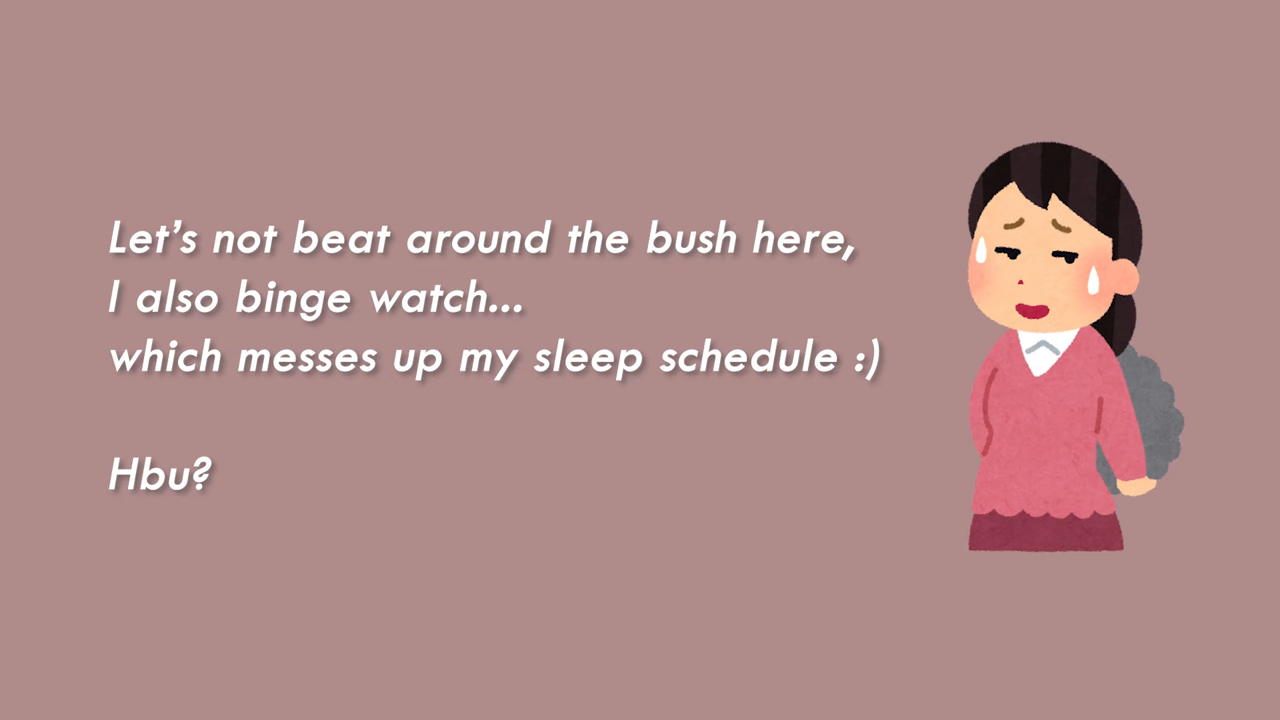 Let's not beat around the bush here,
I also binge watch...
which messes up my sleep schedule :)
Hbu?